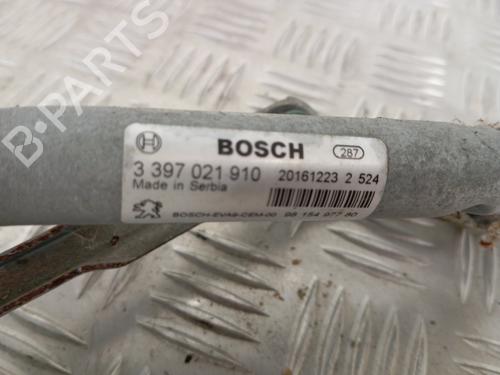 B-PARTS
BOSCH
287
3 397 021 910 20161223 2 524
Made in Serbia
BOSCH-EVA9-CEM-00 98 154 977 80